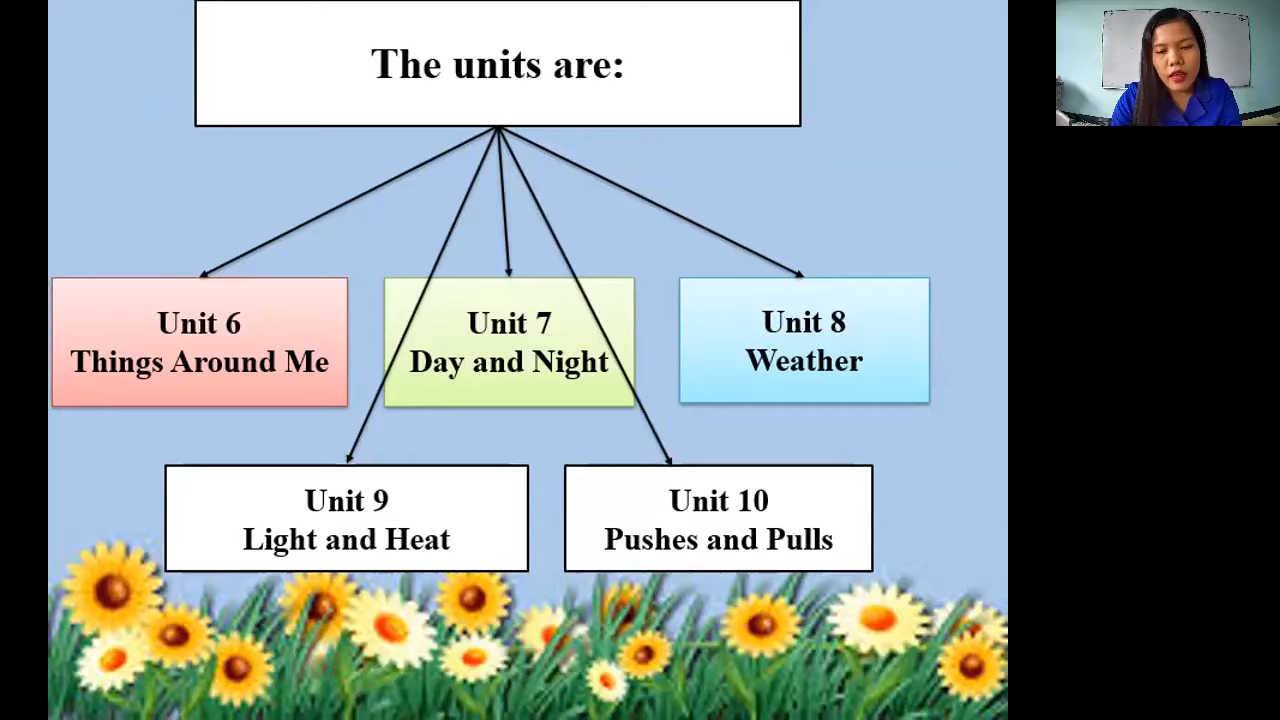 The units are:
Unit 6
Things Around Me
Unit 7
Day and Night
Unit 8
Weather
Unit 9
Light and Heat
Unit 10
Pushes and Pulls